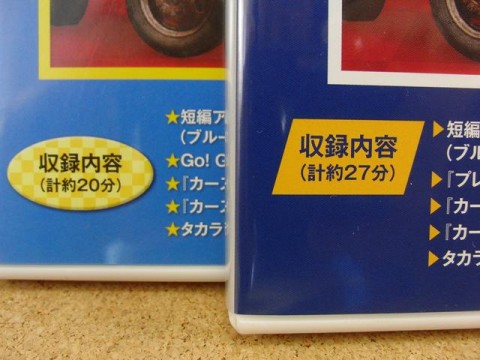 収録内容
(計約20分)
★短編ア
(ブルー
★Go! G
★『カーズ
★『カーズ
★タカラ
収録内容
(計約27分)
▶短編
(ブル
▶『プレ
▶『カー
▶『カー
▶タカラ